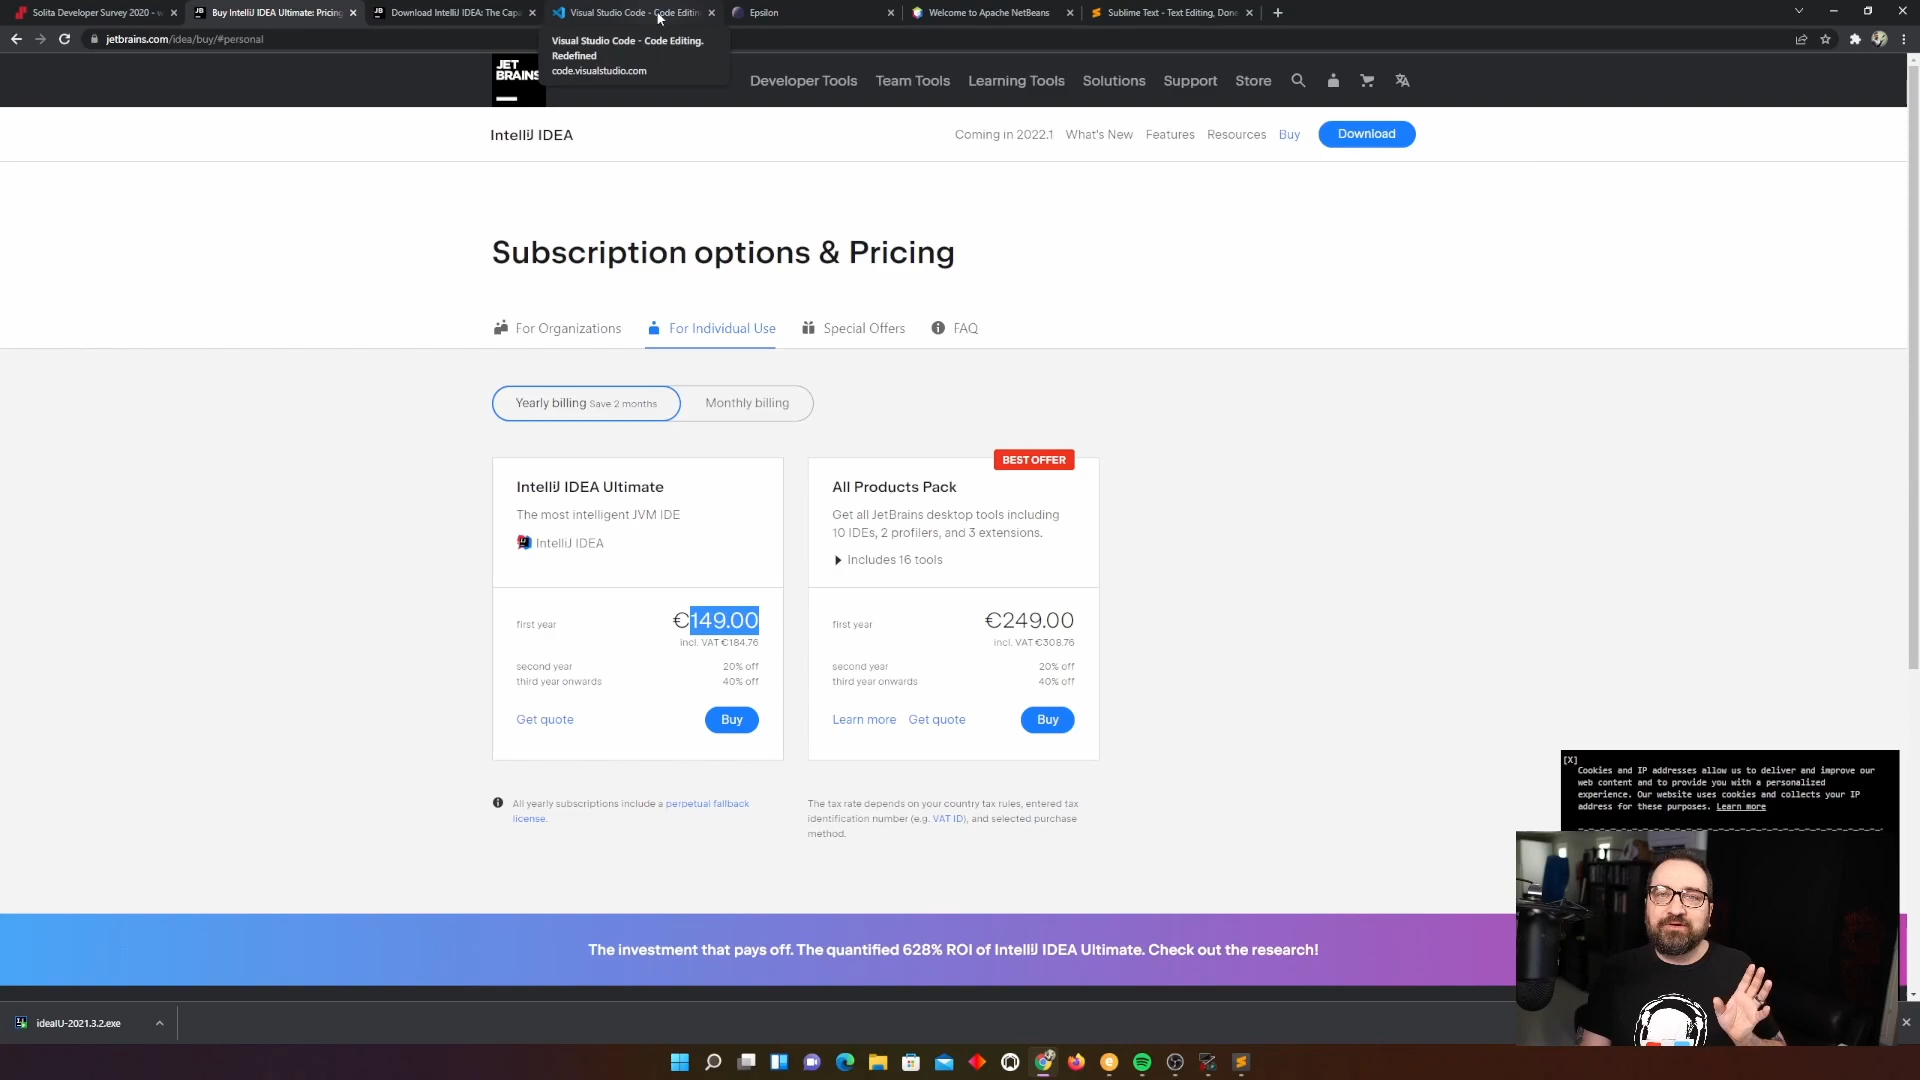 Solita Developer Survey 2020 - w
Buy IntelliJ IDEA Ultimate: Pricing
Download IntelliJ IDEA: The Capa
Visual Studio Code - Code Editin
Epsilon
Welcome to Apache NetBeans
Sublime Text - Text Editing, Done
jetbrains.com/idea/buy/#personal
Visual Studio Code - Code Editing.
Redefined
code.visualstudio.com
JET
BRAINS
Developer Tools
Team Tools
Learning Tools
Solutions
Support
Store
IntelliJ IDEA
Coming in 2022.1
What's New
Features
Resources
Buy
Download
Subscription options & Pricing
For Organizations
For Individual Use
Special Offers
FAQ
Yearly billing Save 2 months
Monthly billing
BEST OFFER
IntelliJ IDEA Ultimate
The most intelligent JVM IDE
IntelliJ IDEA
first year
€149.00
incl. VAT €184.76
second year
20% off
third year onwards
40% off
Get quote
Buy
All Products Pack
Get all JetBrains desktop tools including
10 IDEs, 2 profilers, and 3 extensions.
Includes 16 tools
first year
€249.00
incl. VAT €308.76
second year
20% off
third year onwards
40% off
Learn more
Get quote
Buy
All yearly subscriptions include a perpetual fallback
license.
The tax rate depends on your country tax rules, entered tax
identification number (e.g. VAT ID), and selected purchase
method.
[X]
Cookies and IP addresses allow us to deliver and improve our
web content and to provide you with a personalized
experience. Our website uses cookies and collects your IP
address for these purposes. Learn more
The investment that pays off. The quantified 628% ROI of IntelliJ IDEA Ultimate. Check out the research!
ideaIU-2021.3.2.exe